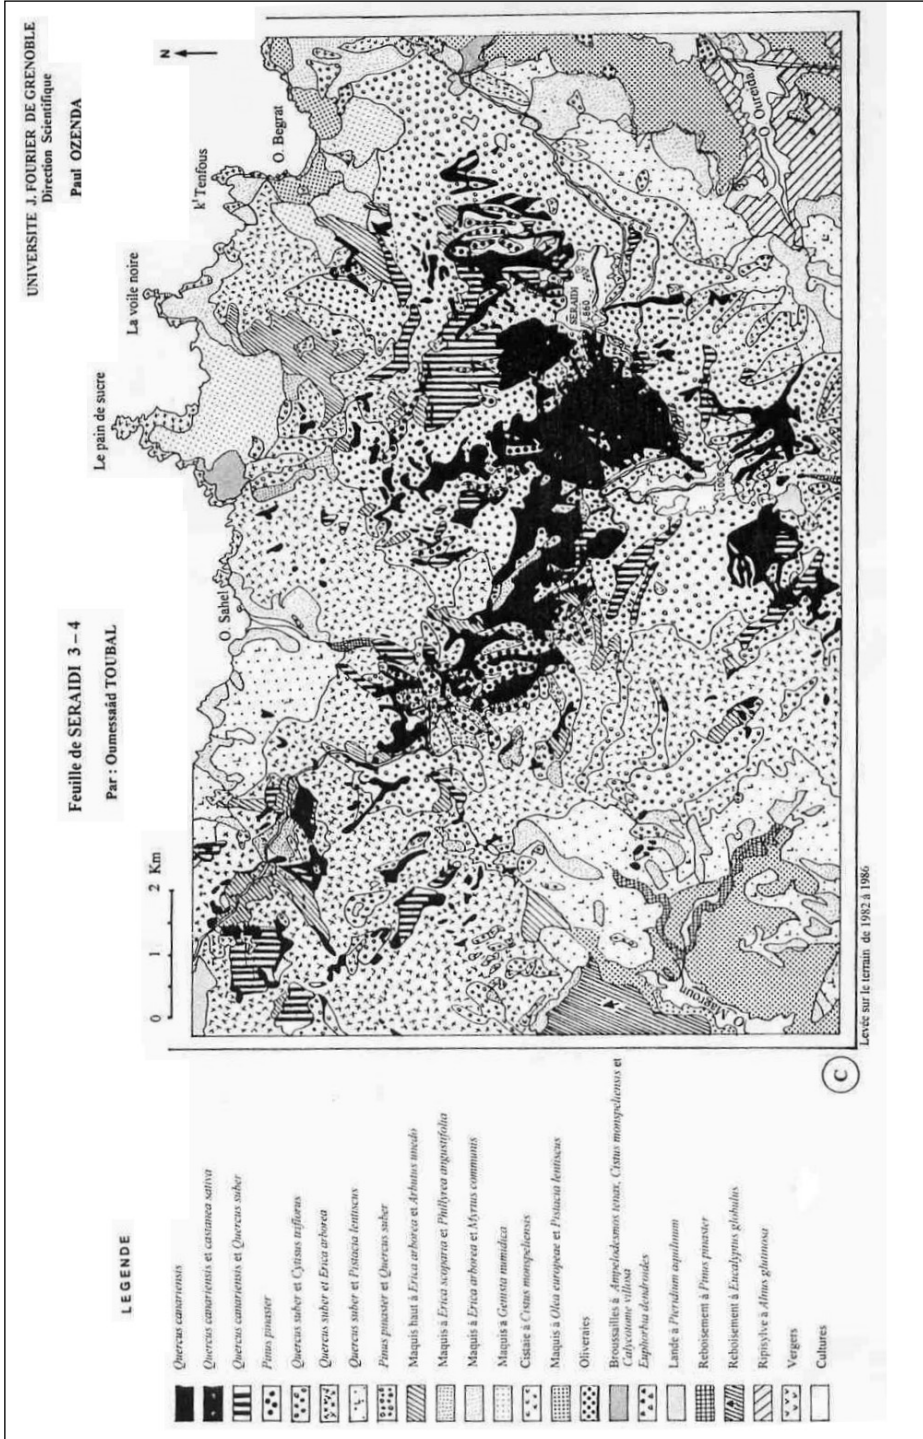 UNIVERSITE J. FOURIER DE GRENOBLE
Direction Scientifique
Paul OZENDA
Feuille de SERAIDI 3 – 4
Par : Oumessaâd TOUBAL
0 1 2 Km
N
Le pain de sucre
La voile noire
k' Tenfous
O. Begrat
O. Sahel
O. Oureida
SERAIDI
860
1008
Levée sur le terrain de 1982 à 1986
C
LEGENDE
Quercus canariensis
Quercus canariensis et castanea sativa
Quercus canariensis et Quercus suber
Pinus pinaster
Quercus suber et Cytisus triflorus
Quercus suber et Erica arborea
Quercus suber et Pistacia lentiscus
Pinus pinaster et Quercus suber
Maquis haut à Erica arborea et Arbutus unedo
Maquis à Erica scoparia et Phillyrea angustifolia
Maquis à Erica arborea et Myrtus communis
Maquis à Genista numidica
Cistaie à Cistus monspeliensis
Maquis à Olea europeae et Pistacia lentiscus
Oliveraies
Broussailles à Ampelodesmos tenax, Cistus monspeliensis et
Calycotome villosa
Euphorbia dendroides
Lande à Pteridium aquilinum
Reboisement à Pinus pinaster
Reboisement à Eucalyptus globulus
Ripisylve à Alnus glutinosa
Vergers
Cultures